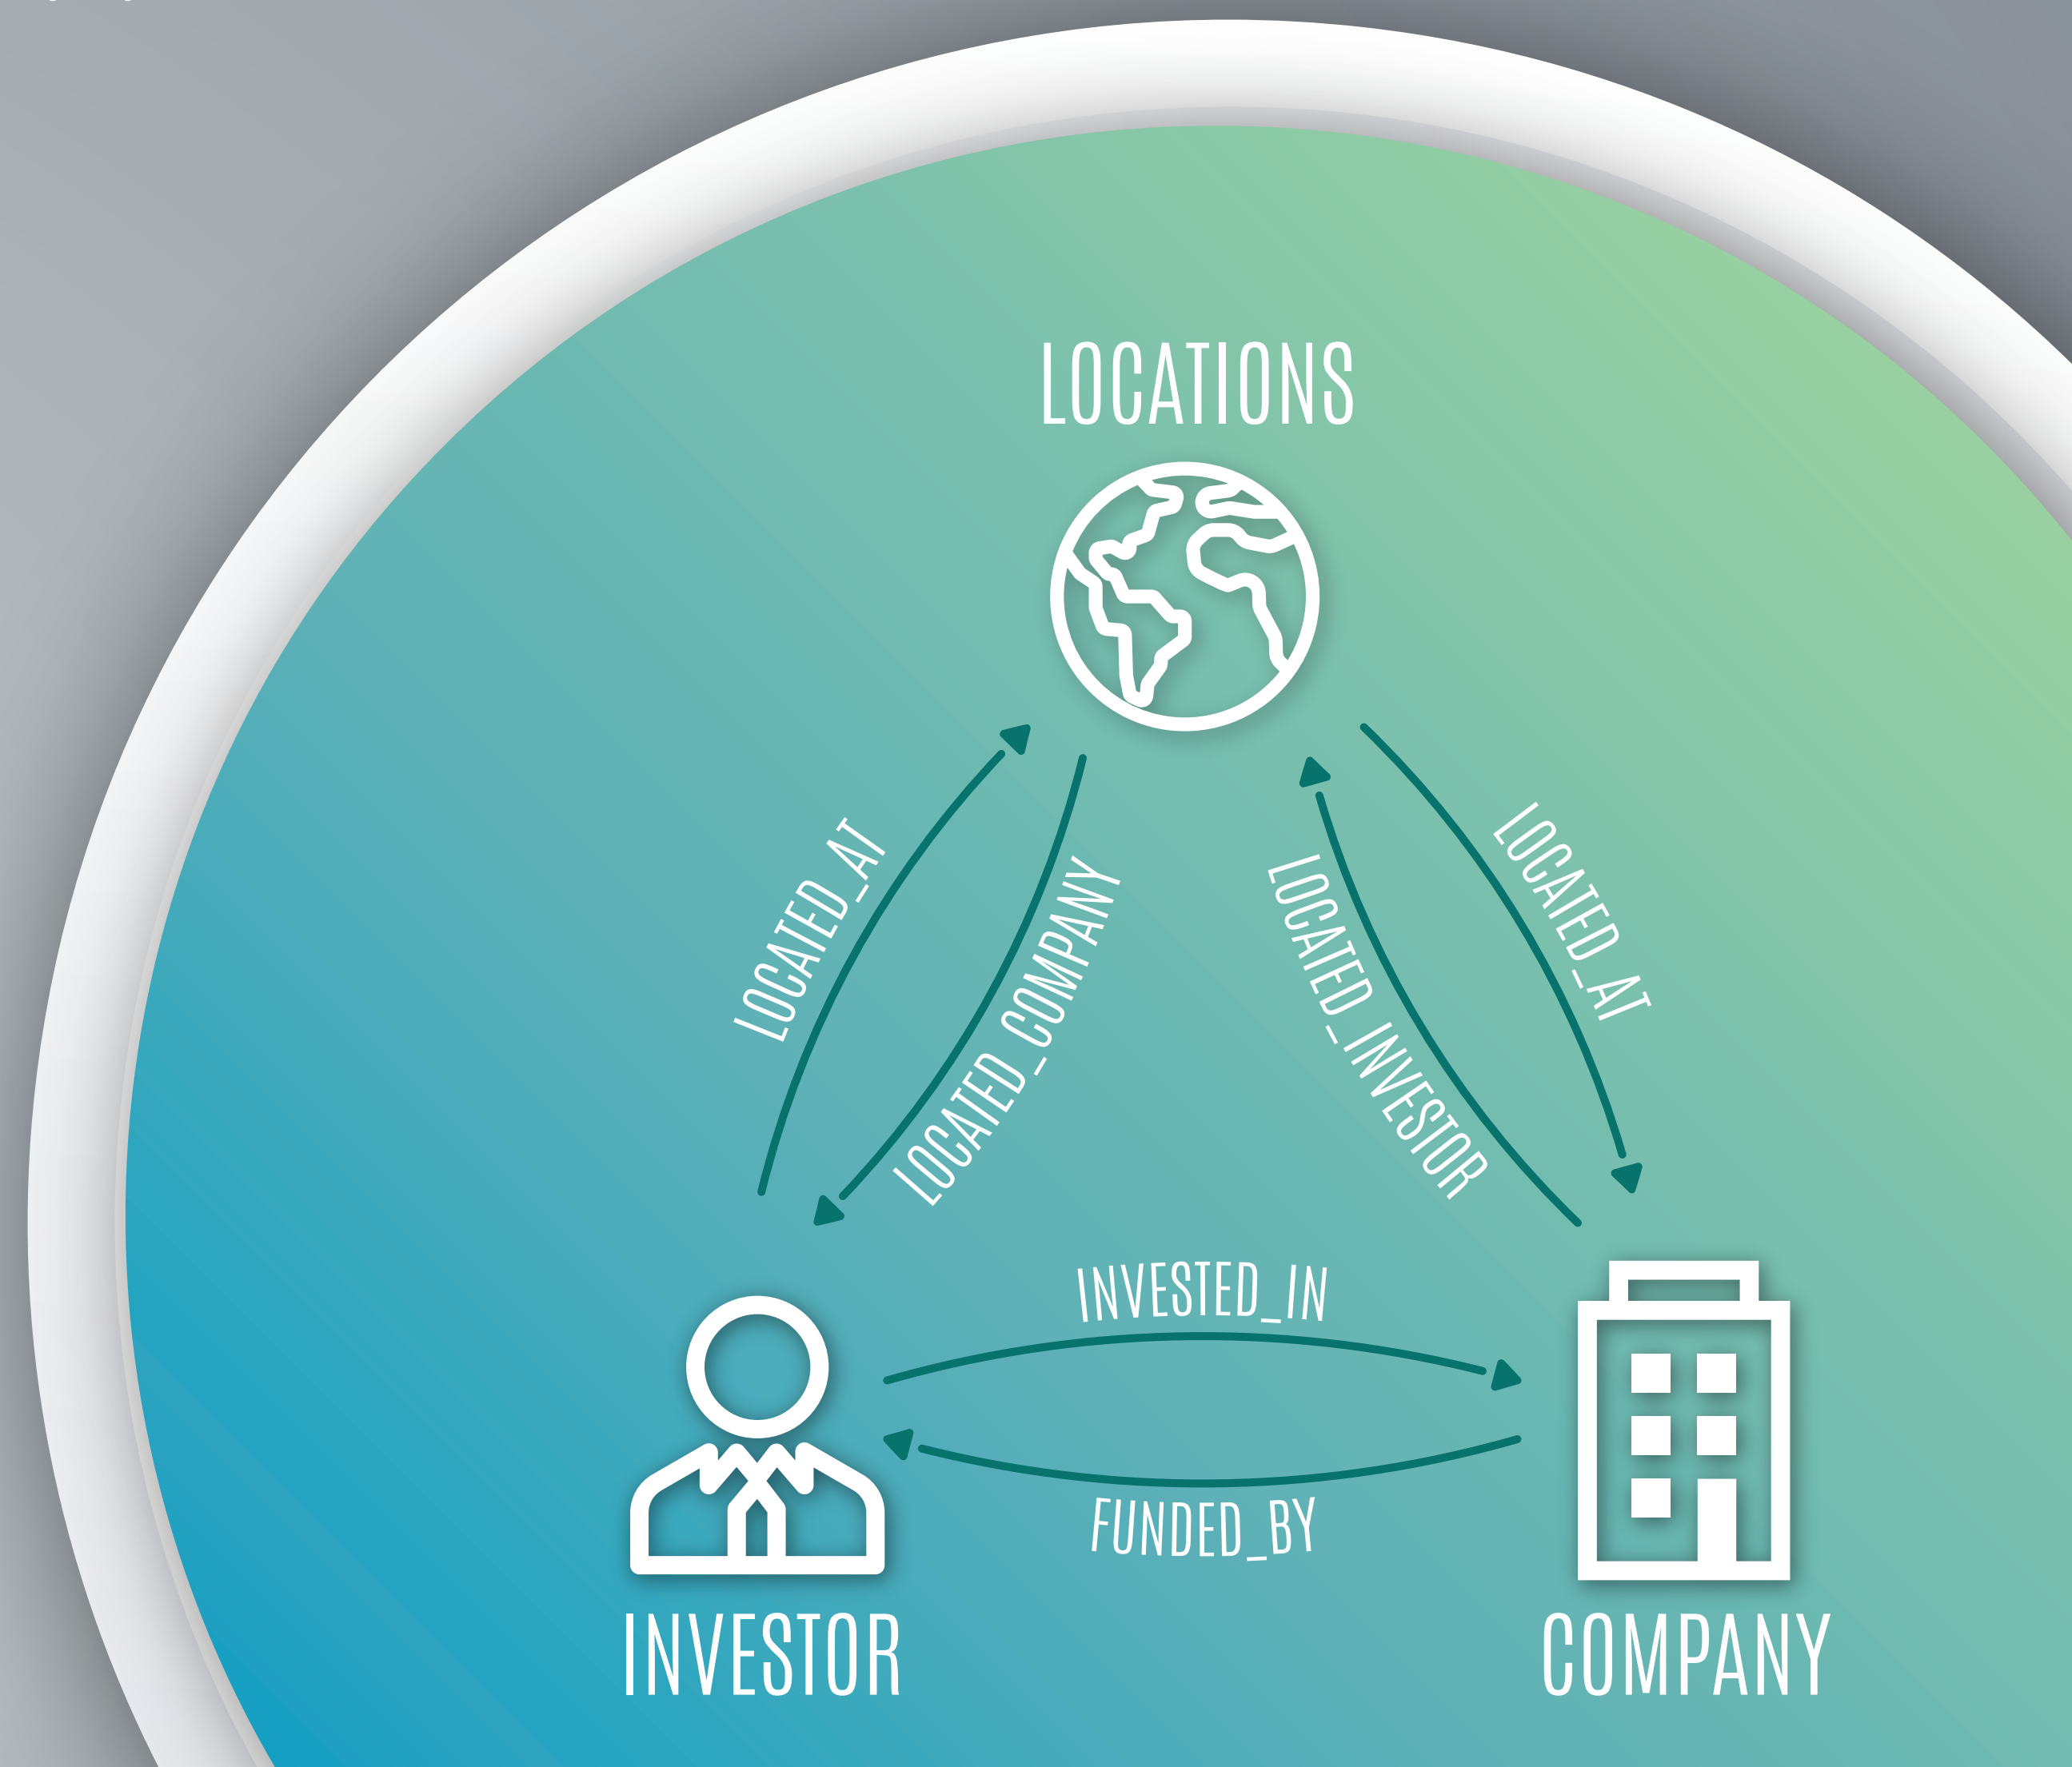 LOCATIONS
LOCATED_AT
LOCATED_COMPANY
LOCATED_INVESTOR
LOCATED_AT
INVESTED_IN
FUNDED_BY
INVESTOR
COMPANY